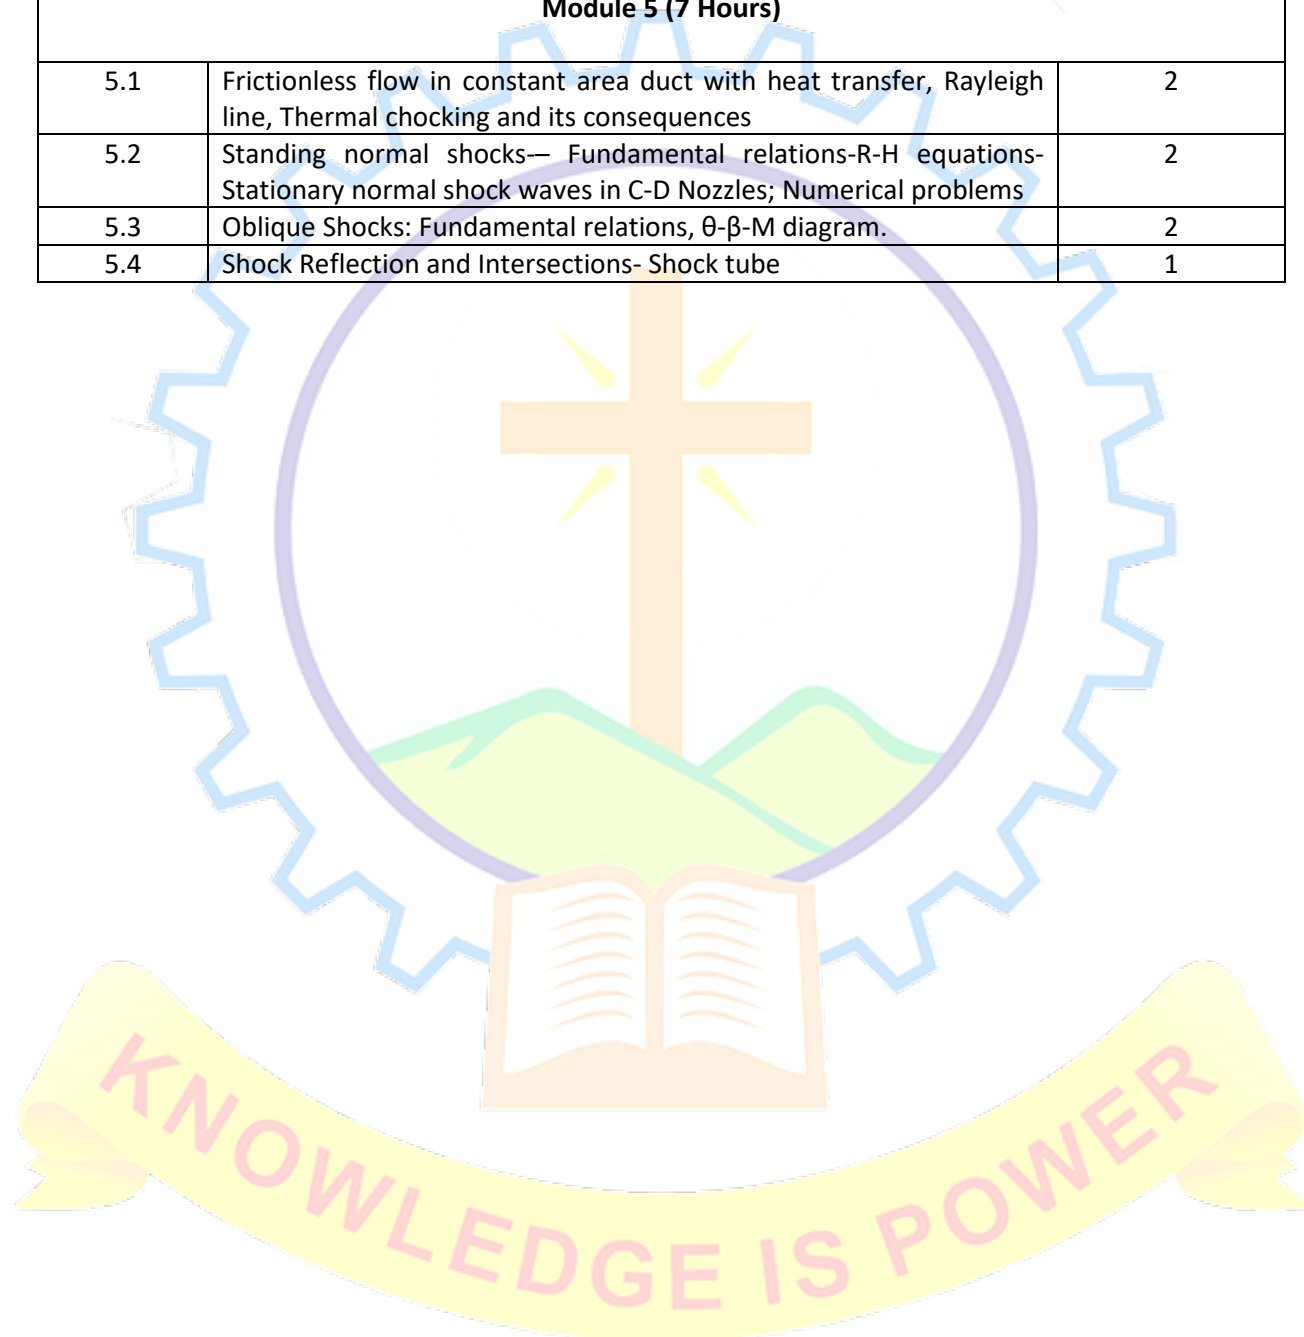 Module 5 (7 Hours)
5.1 Frictionless flow in constant area duct with heat transfer, Rayleigh 2
line, Thermal chocking and its consequences
5.2 Standing normal shocks-– Fundamental relations-R-H equations- 2
Stationary normal shock waves in C-D Nozzles; Numerical problems
5.3 Oblique Shocks: Fundamental relations, θ-β-M diagram. 2
5.4 Shock Reflection and Intersections- Shock tube 1
KNOWLEDGE IS POWER